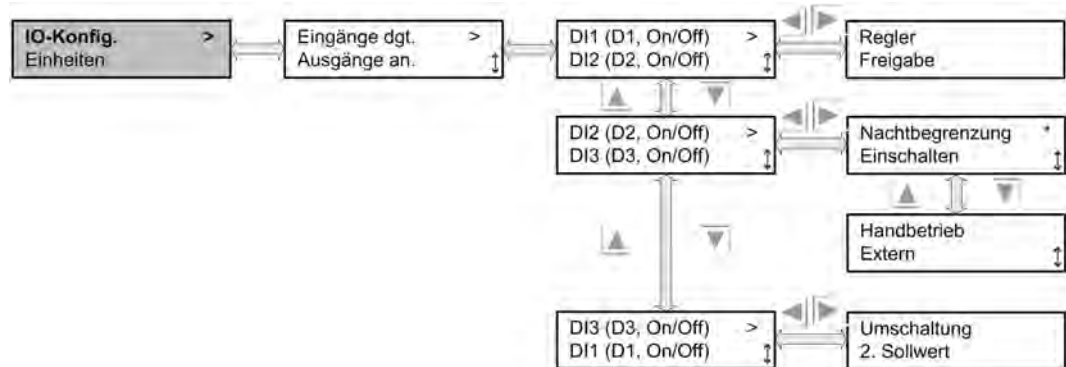 IO-Konfig. >
Einheiten
Eingänge dgt. >
Ausgänge an.
DI1 (D1, On/Off) >
DI2 (D2, On/Off)
Regler
Freigabe
DI2 (D2, On/Off) >
DI3 (D3, On/Off)
Nachtbegrenzung *
Einschalten
Handbetrieb
Extern
DI3 (D3, On/Off) >
DI1 (D1, On/Off)
Umschaltung
2. Sollwert